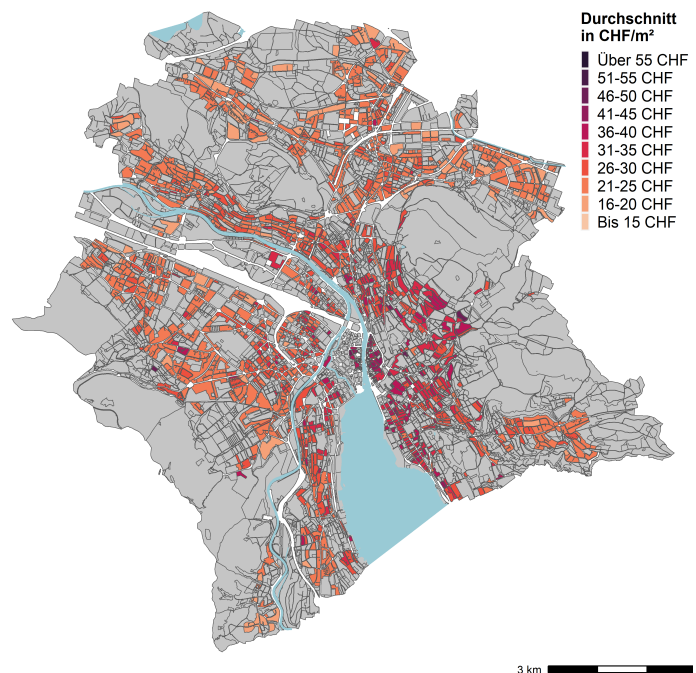 Durchschnitt
in CHF/m²
Über 55 CHF
51-55 CHF
46-50 CHF
41-45 CHF
36-40 CHF
31-35 CHF
26-30 CHF
21-25 CHF
16-20 CHF
Bis 15 CHF
3 km